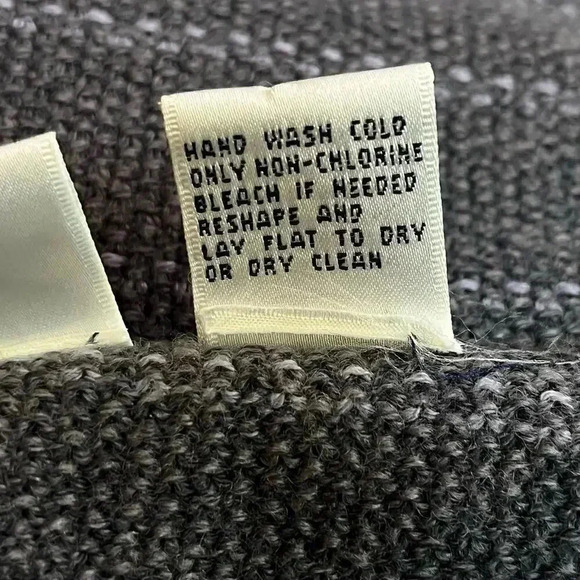 HAND WASH COLD
ONLY NON-CHLORINE
BLEACH IF NEEDED
RESHAPE AND
LAY FLAT TO DRY
OR DRY CLEAN